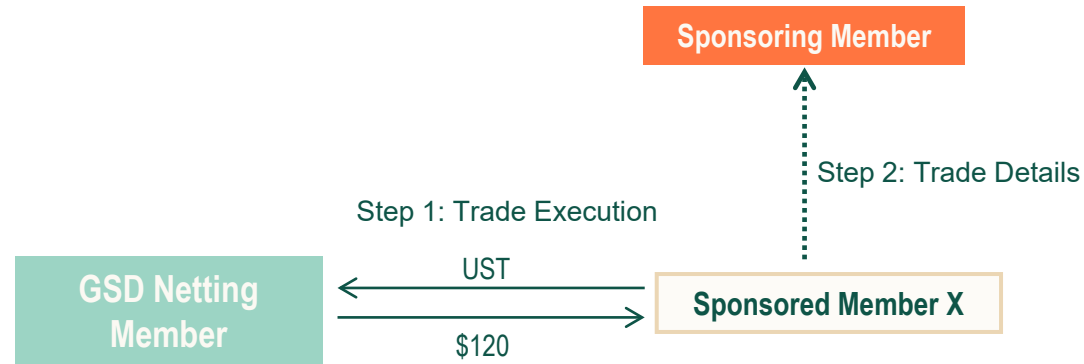 Sponsoring Member
Step 2: Trade Details
Step 1: Trade Execution
GSD Netting
Member
UST
$120
Sponsored Member X